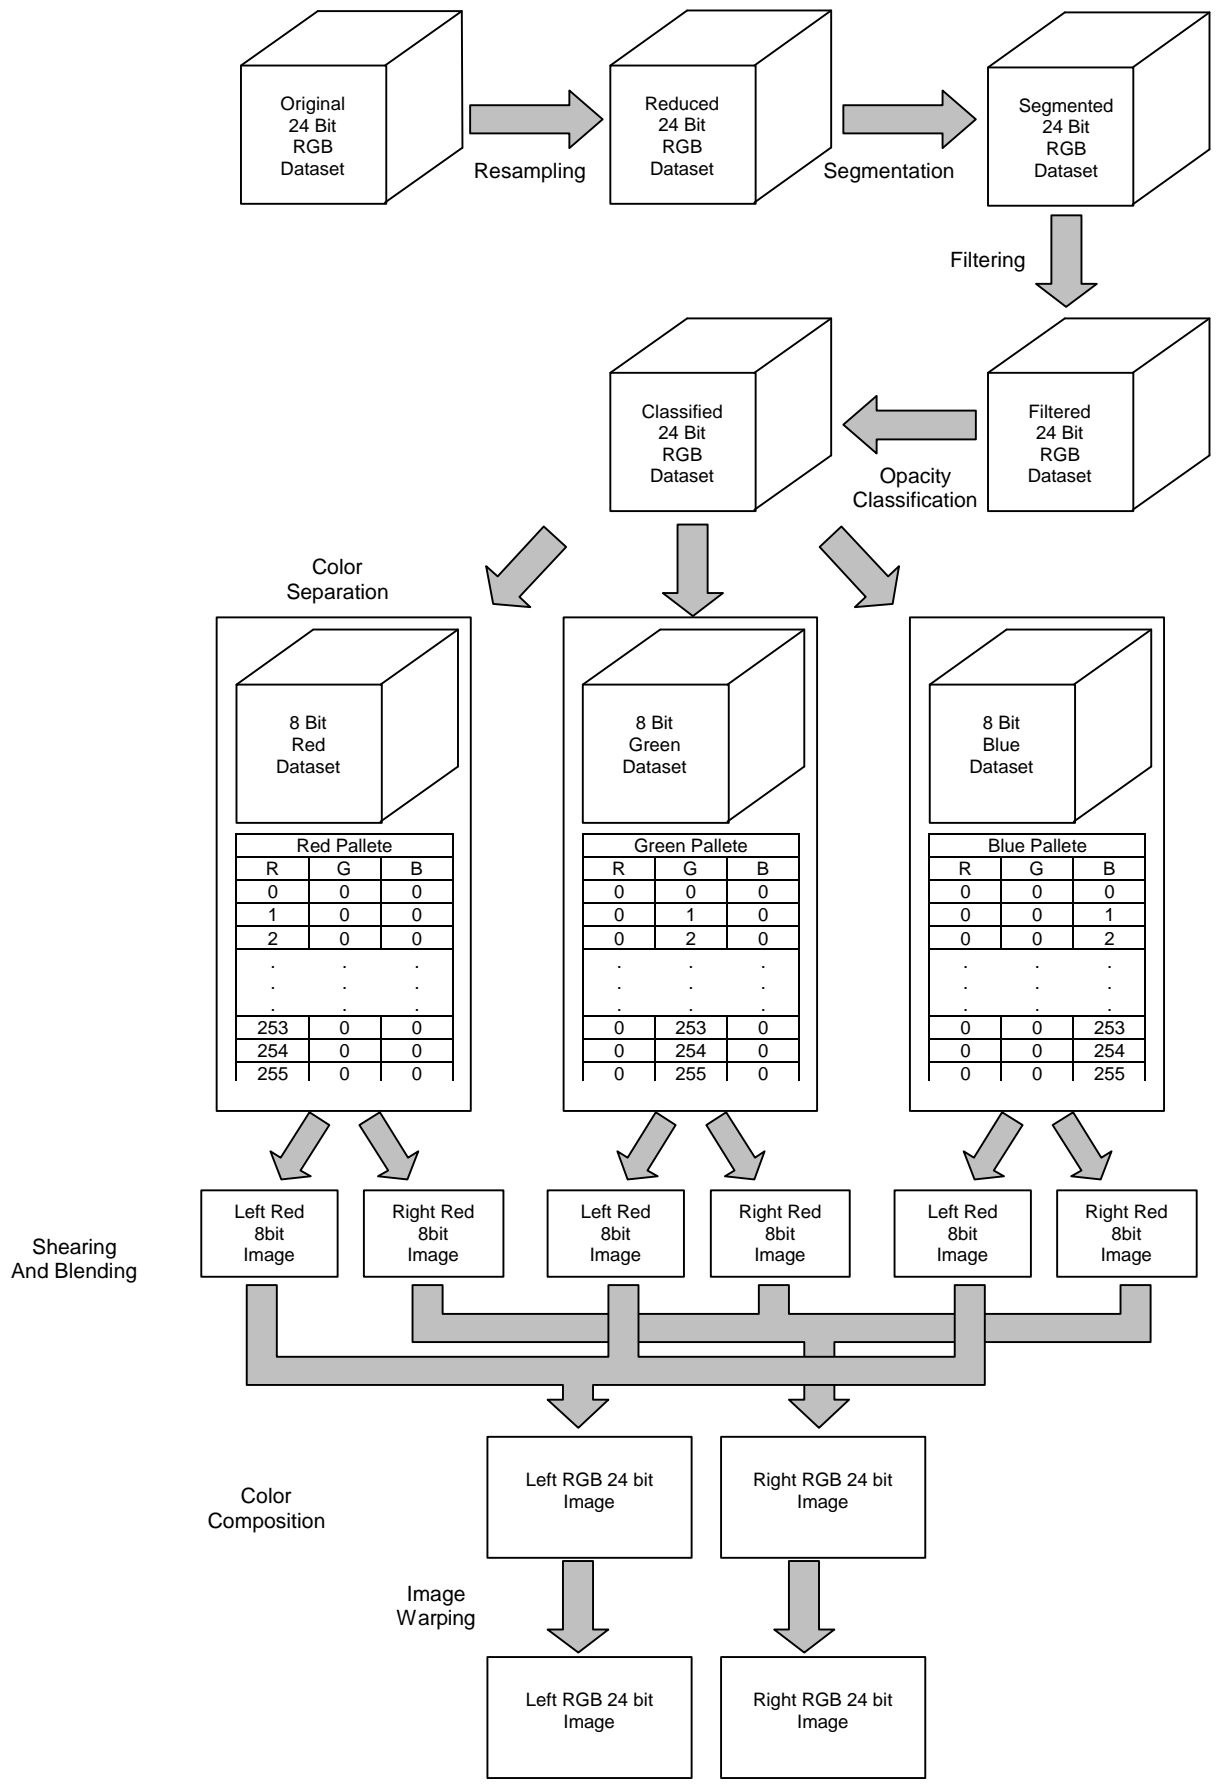 Original
24 Bit
RGB
Dataset
Resampling
Reduced
24 Bit
RGB
Dataset
Segmentation
Segmented
24 Bit
RGB
Dataset
Filtering
Filtered
24 Bit
RGB
Dataset
Opacity
Classification
Classified
24 Bit
RGB
Dataset
Color
Separation
8 Bit
Red
Dataset
Red Pallete
R G B
0 0 0
1 0 0
2 0 0
. . .
. . .
. . .
253 0 0
254 0 0
255 0 0
8 Bit
Green
Dataset
Green Pallete
R G B
0 0 0
0 1 0
0 2 0
. . .
. . .
. . .
0 253 0
0 254 0
0 255 0
8 Bit
Blue
Dataset
Blue Pallete
R G B
0 0 0
0 0 1
0 0 2
. . .
. . .
. . .
0 0 253
0 0 254
0 0 255
Shearing
And Blending
Left Red
8bit
Image
Right Red
8bit
Image
Left Red
8bit
Image
Right Red
8bit
Image
Left Red
8bit
Image
Right Red
8bit
Image
Color
Composition
Left RGB 24 bit
Image
Right RGB 24 bit
Image
Image
Warping
Left RGB 24 bit
Image
Right RGB 24 bit
Image